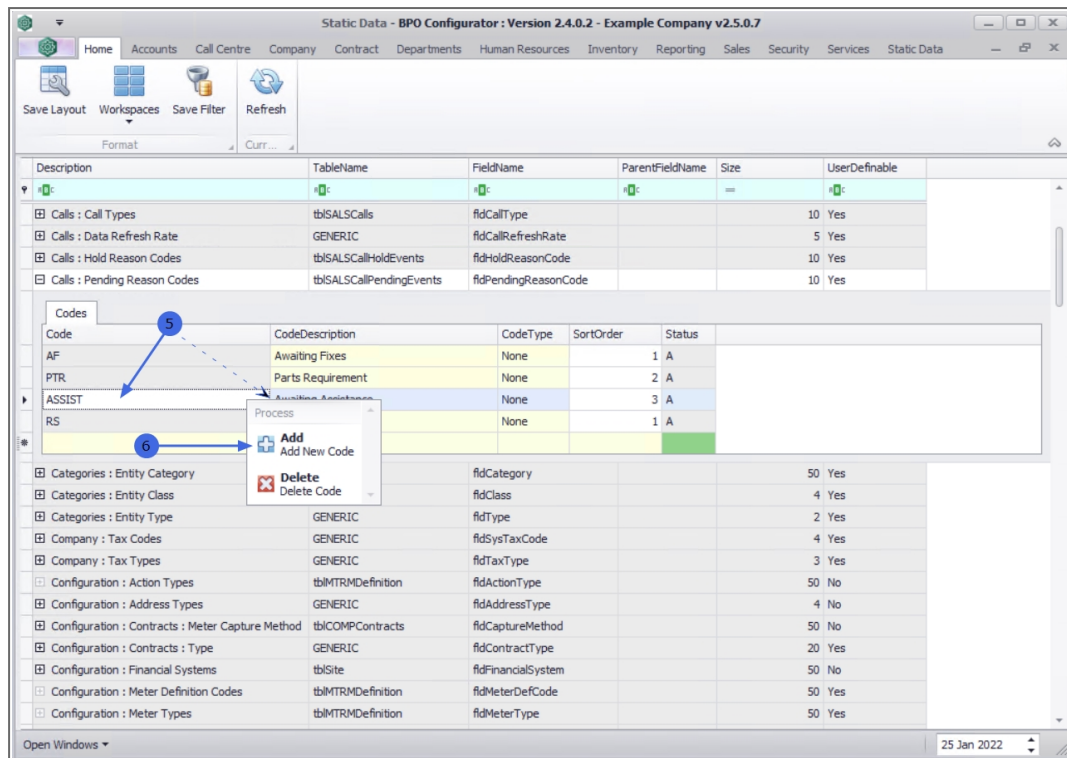 Static Data - BPO Configurator : Version 2.4.0.2 - Example Company v2.5.0.7
Home Accounts Call Centre Company Contract Departments Human Resources Inventory Reporting Sales Security Services Static Data
Save Layout Workspaces Save Filter Refresh
Format Curr...
Description TableName FieldName ParentFieldName Size UserDefinable
Calls : Call Types tblSALSCalls fldCallType 10 Yes
Calls : Data Refresh Rate GENERIC fldCallRefreshRate 5 Yes
Calls : Hold Reason Codes tblSALSCallHoldEvents fldHoldReasonCode 10 Yes
Calls : Pending Reason Codes tblSALSCallPendingEvents fldPendingReasonCode 10 Yes
Codes
5
Code CodeDescription CodeType SortOrder Status
AF Awaiting Fixes None 1 A
PTR Parts Requirement None 2 A
ASSIST Awaiting Assistance None 3 A
RS None 1 A
Process
6
Add
Add New Code
Delete
Delete Code
Categories : Entity Category fldCategory 50 Yes
Categories : Entity Class fldClass 4 Yes
Categories : Entity Type GENERIC fldType 2 Yes
Company : Tax Codes GENERIC fldSysTaxCode 4 Yes
Company : Tax Types GENERIC fldTaxType 3 Yes
Configuration : Action Types tblMTRMDefinition fldActionType 50 No
Configuration : Address Types GENERIC fldAddressType 4 No
Configuration : Contracts : Meter Capture Method tblCOMPContracts fldCaptureMethod 50 No
Configuration : Contracts : Type GENERIC fldContractType 20 Yes
Configuration : Financial Systems tblSite fldFinancialSystem 50 No
Configuration : Meter Definition Codes tblMTRMDefinition fldMeterDefCode 50 Yes
Configuration : Meter Types tblMTRMDefinition fldMeterType 50 Yes
Open Windows 25 Jan 2022